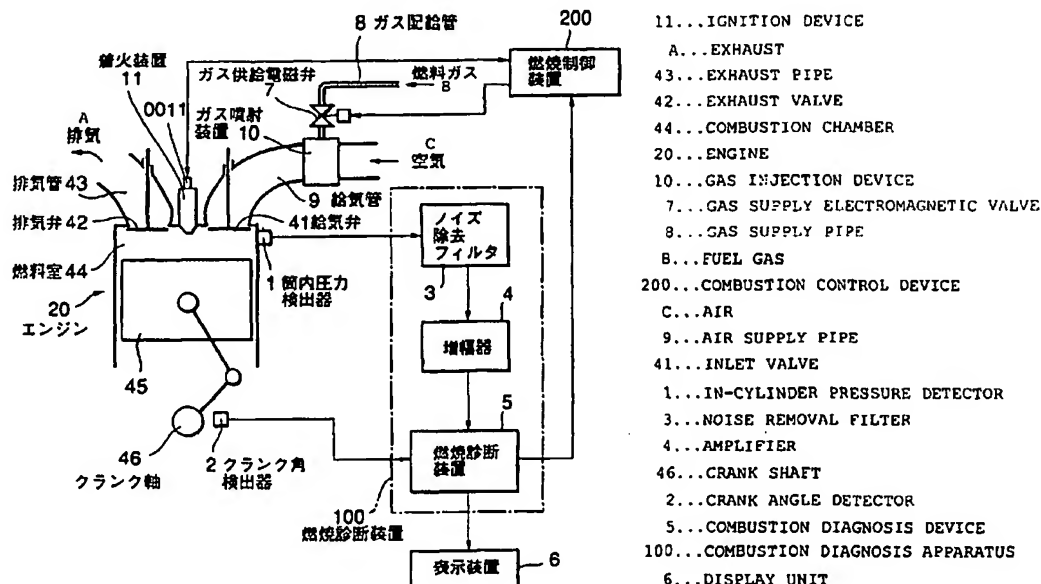 200
8 ガス配給管
着火装置
11
ガス供給電磁弁
7
燃料ガス
B
燃焼制御
装置
0011
ガス噴射
装置 10
A
排気
C
空気
排気管 43
9 給気管
排気弁 42
41 給気弁
燃料室 44
ノイズ
除去
フィルタ
3
1 筒内圧力
検出器
20
エンジン
4
増幅器
45
5
燃焼診断
装置
46
クランク軸
2 クランク角
検出器
100
燃焼診断装置
表示装置
6
11...IGNITION DEVICE
A...EXHAUST
43...EXHAUST PIPE
42...EXHAUST VALVE
44...COMBUSTION CHAMBER
20...ENGINE
10...GAS INJECTION DEVICE
7...GAS SUPPLY ELECTROMAGNETIC VALVE
8...GAS SUPPLY PIPE
B...FUEL GAS
200...COMBUSTION CONTROL DEVICE
C...AIR
9...AIR SUPPLY PIPE
41...INLET VALVE
1...IN-CYLINDER PRESSURE DETECTOR
3...NOISE REMOVAL FILTER
4...AMPLIFIER
46...CRANK SHAFT
2...CRANK ANGLE DETECTOR
5...COMBUSTION DIAGNOSIS DEVICE
100...COMBUSTION DIAGNOSIS APPARATUS
6...DISPLAY UNIT